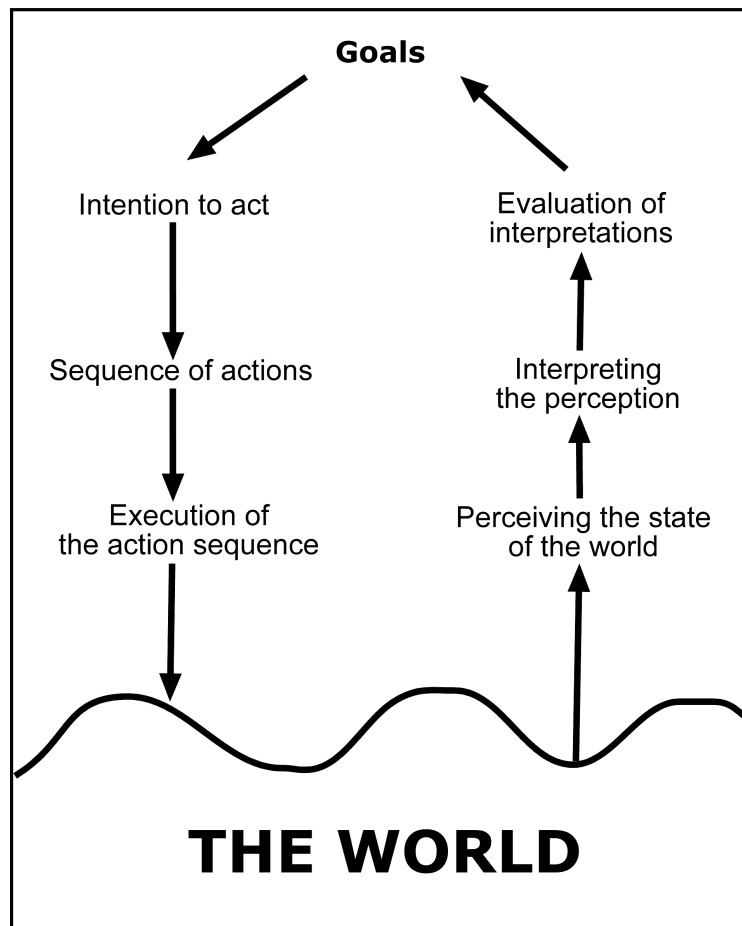 Goals
Intention to act
Sequence of actions
Execution of
the action sequence
Evaluation of
interpretations
Interpreting
the perception
Perceiving the state
of the world
THE WORLD